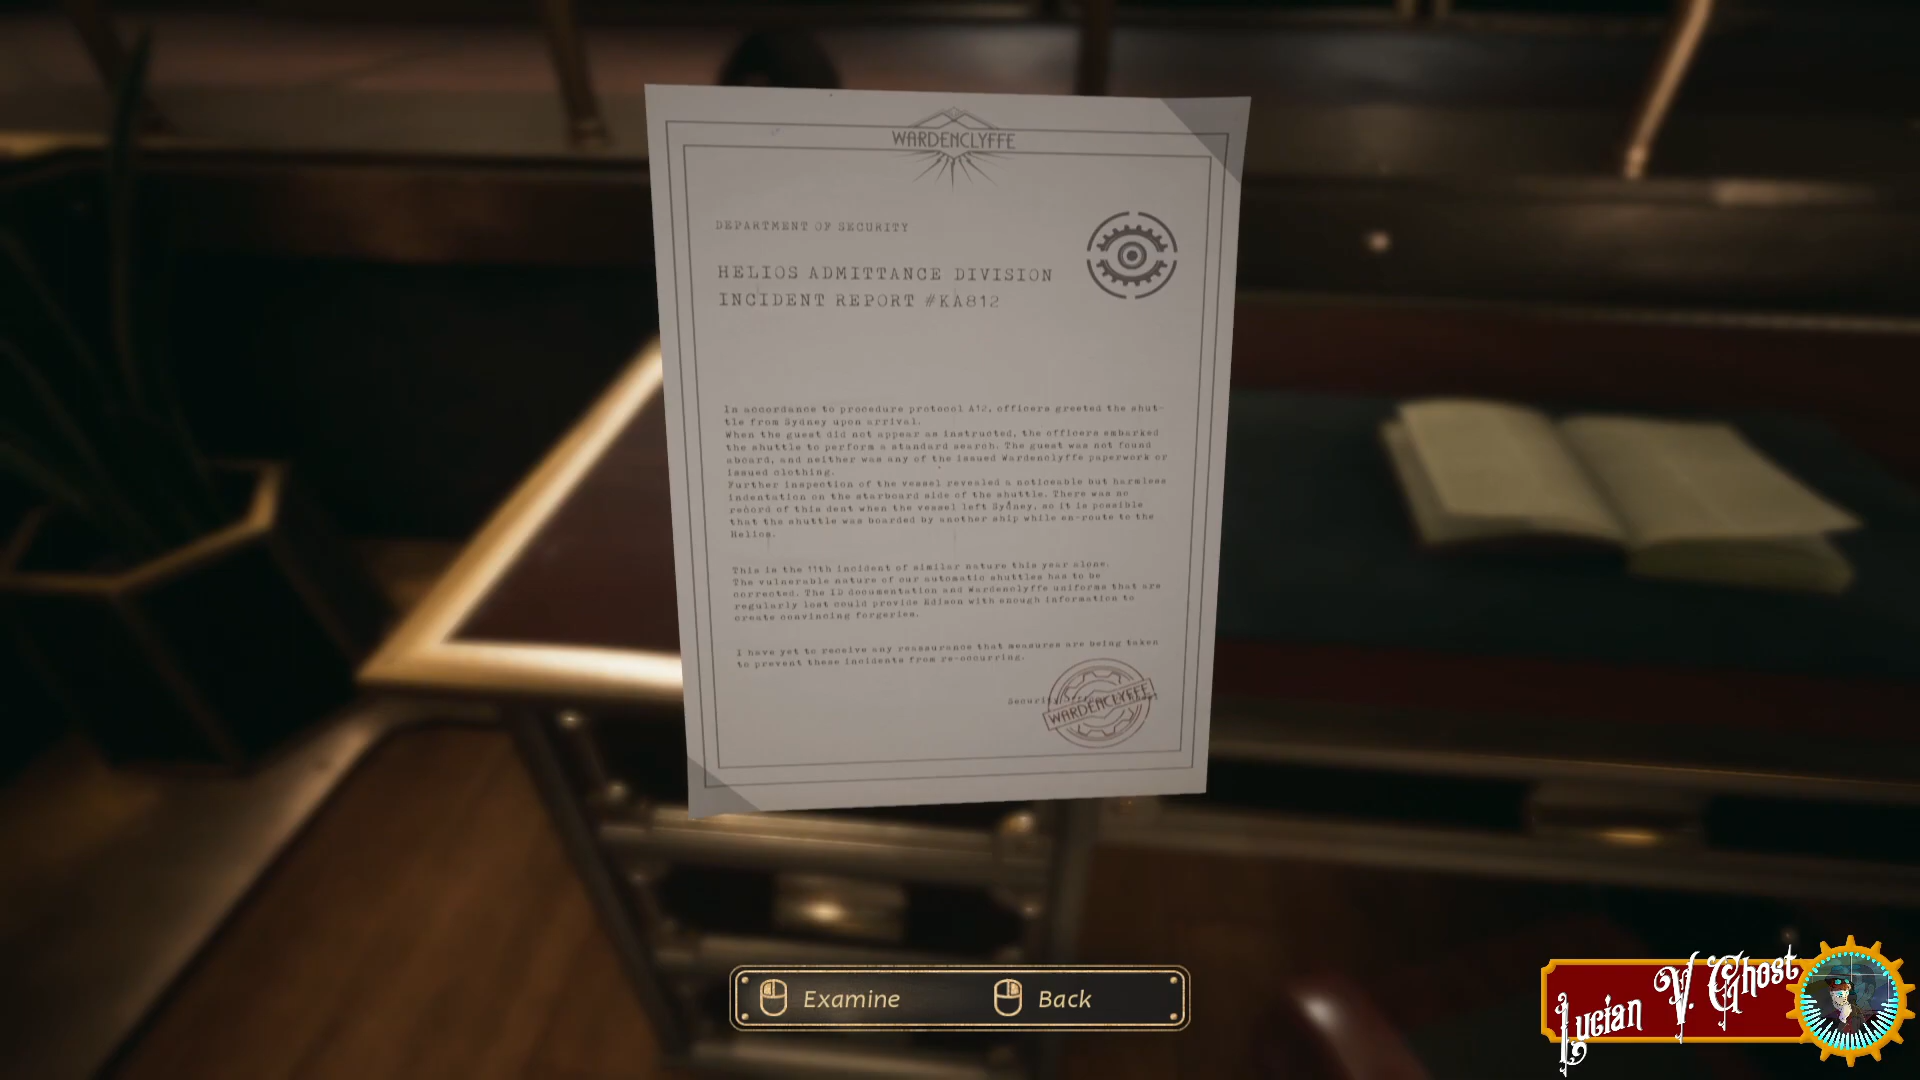 WARDENCLYFFE
DEPARTMENT OF SECURITY
HELIOS ADMITTANCE DIVISION
INCIDENT REPORT #KA812
In accordance to procedure protocol A12, officers greeted the shut-
tle from Sydney upon arrival.
When the guest did not appear as instructed, the officers embarked
the shuttle to perform a standard search. The guest was not found
aboard, and neither was any of the issued Wardenclyffe paperwork or
issued clothing.
Further inspection of the vessel revealed a noticeable but harmless
indentation on the starboard side of the shuttle. There was no
record of this dent when the vessel left Sydney, so it is possible
that the shuttle was boarded by another ship while en-route to the
Helios.
This is the 11th incident of similar nature this year alone.
The vulnerable nature of our automatic shuttles has to be
corrected. The ID documentation and Wardenclyffe uniforms that are
regularly lost could provide Edison with enough information to
create convincing forgeries.
I have yet to receive any reassurance that measures are being taken
to prevent these incidents from re-occurring.
Security
WARDENCLYFFE
Examine
Back
Lucian V. Ghost